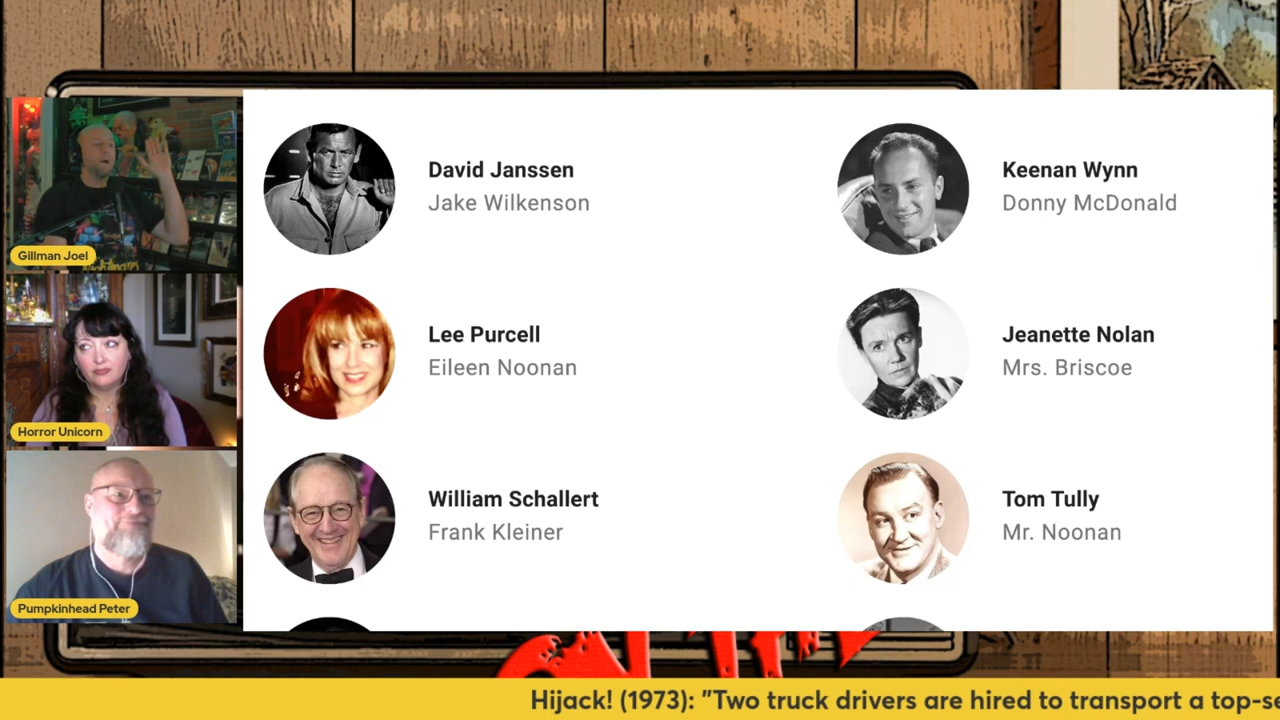 David Janssen
Jake Wilkenson
Keenan Wynn
Donny McDonald
Lee Purcell
Eileen Noonan
Jeanette Nolan
Mrs. Briscoe
William Schallert
Frank Kleiner
Tom Tully
Mr. Noonan
Gillman Joel
Horror Unicorn
Pumpkinhead Peter
Hijack! (1973): "Two truck drivers are hired to transport a top-se